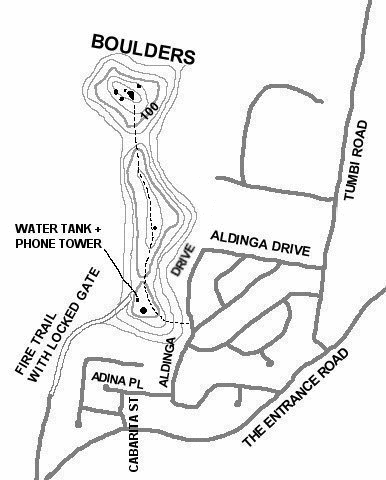 BOULDERS
100
TUMBI ROAD
WATER TANK +
PHONE TOWER
ALDINGA DRIVE
DRIVE
ALDINGA
FIRE TRAIL
WITH LOCKED GATE
ADINA PL
CABARITA ST
THE ENTRANCE ROAD